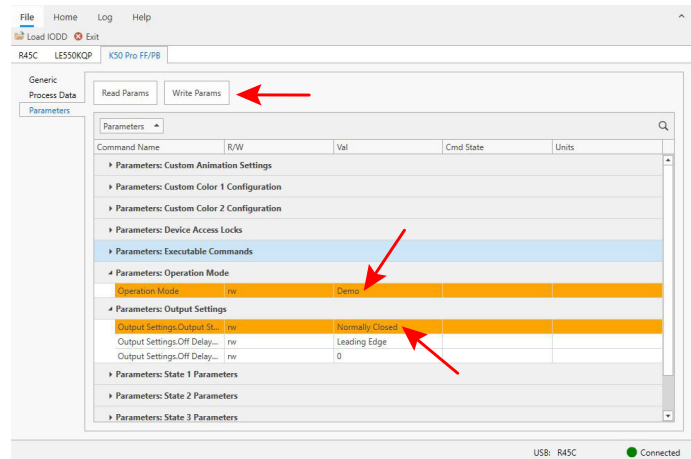 File Home Log Help
Load IODD Exit
R45C LE550KQP K50 Pro FF/PB
Generic
Process Data
Parameters
Read Params Write Params
Parameters
Command Name R/W Val Cmd State Units
Parameters: Custom Animation Settings
Parameters: Custom Color 1 Configuration
Parameters: Custom Color 2 Configuration
Parameters: Device Access Locks
Parameters: Executable Commands
Parameters: Operation Mode
Operation Mode rw Demo
Parameters: Output Settings
Output Settings.Output St... rw Normally Closed
Output Settings.Off Delay... rw Leading Edge
Output Settings.Off Delay... rw 0
Parameters: State 1 Parameters
Parameters: State 2 Parameters
Parameters: State 3 Parameters
USB: R45C Connected